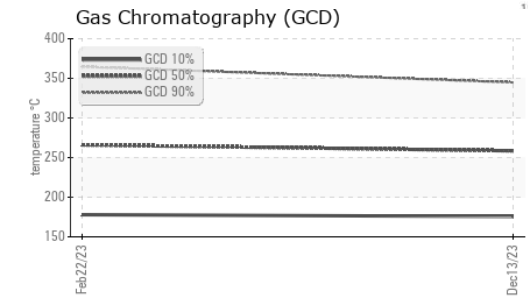 Gas Chromatography (GCD)
temperature °C
400
350
300
250
200
150
GCD 10%
GCD 50%
GCD 90%
Feb22/23
Dec13/23